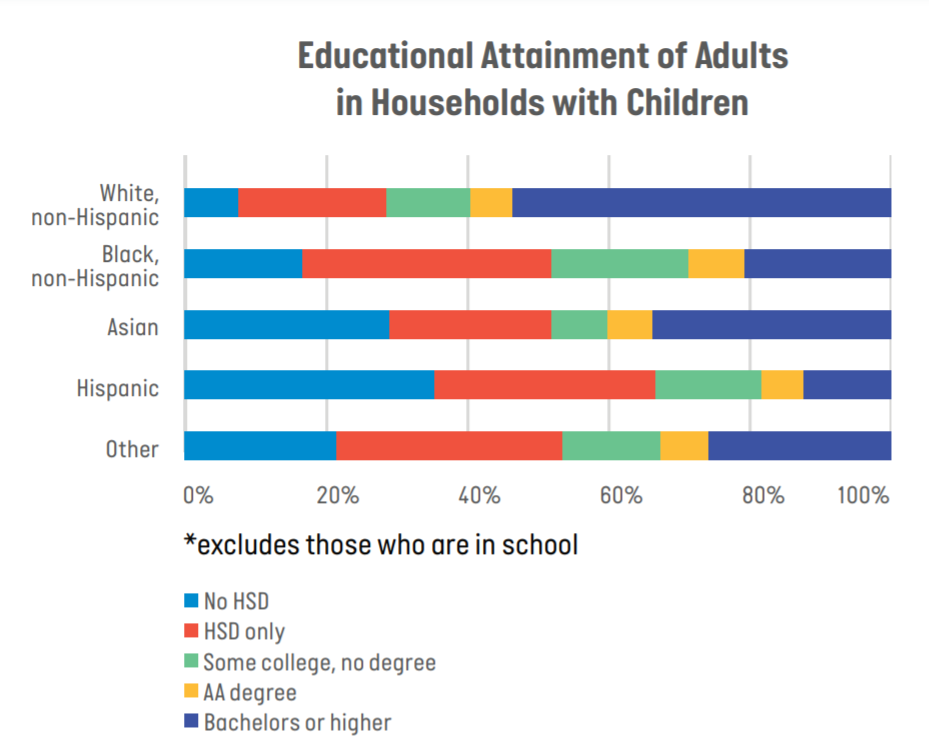 Educational Attainment of Adults
in Households with Children
White,
non-Hispanic
Black,
non-Hispanic
Asian
Hispanic
Other
0% 20% 40% 60% 80% 100%
*excludes those who are in school
No HSD
HSD only
Some college, no degree
AA degree
Bachelors or higher